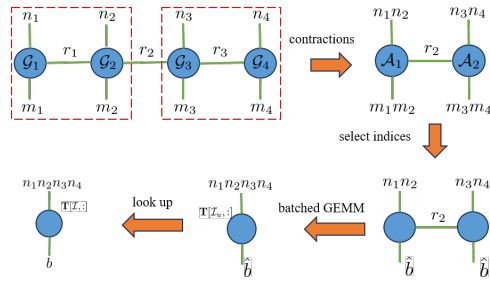 n₁ n₂ n₃ n₄ n₁n₂ n₃n₄
r₁ r₂ r₃ contractions r₂
𝒢₁ 𝒢₂ 𝒢₃ 𝒢₄ 𝒜₁ 𝒜₂
m₁ m₂ m₃ m₄ m₁m₂ m₃m₄
select indices
n₁n₂n₃n₄ n₁n₂n₃n₄ n₁n₂ n₃n₄
T[ℐ,:] look up T[ℐᵤ,:] batched GEMM r₂
b b̂ b̂ b̂